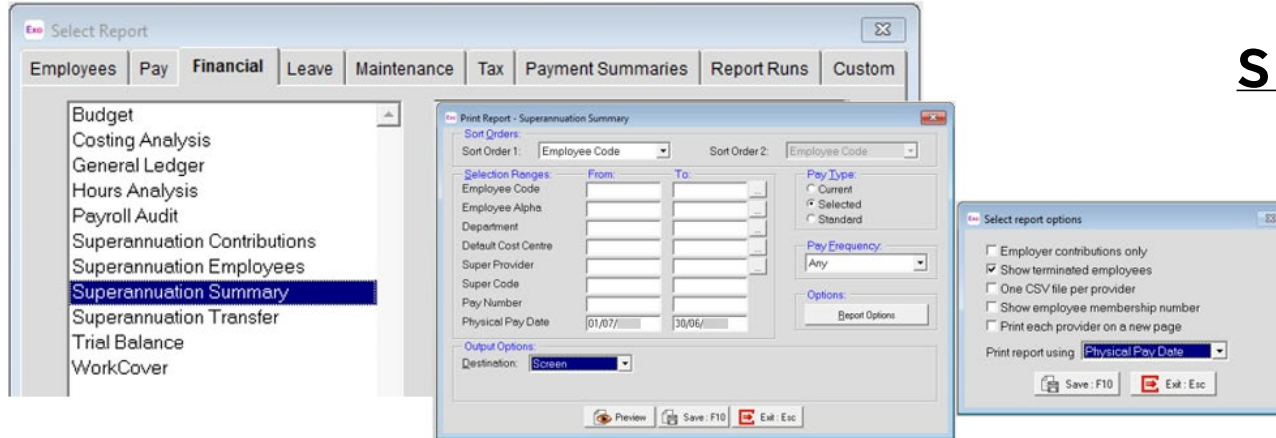 Exo Select Report
Employees Pay Financial Leave Maintenance Tax Payment Summaries Report Runs Custom
Budget
Costing Analysis
General Ledger
Hours Analysis
Payroll Audit
Superannuation Contributions
Superannuation Employees
Superannuation Summary
Superannuation Transfer
Trial Balance
WorkCover
Exo Print Report - Superannuation Summary
Sort Orders:
Sort Order 1: Employee Code Sort Order 2: Employee Code
Selection Ranges: From: To:
Employee Code
Employee Alpha
Department
Default Cost Centre
Super Provider
Super Code
Pay Number
Physical Pay Date 01/07/ 30/06/
Pay Type:
Current
Selected
Standard
Pay Frequency:
Any
Options:
Report Options
Output Options:
Destination: Screen
Preview Save : F10 Exit : Esc
Exo Select report options
Employer contributions only
Show terminated employees
One CSV file per provider
Show employee membership number
Print each provider on a new page
Print report using Physical Pay Date
Save : F10 Exit : Esc
S